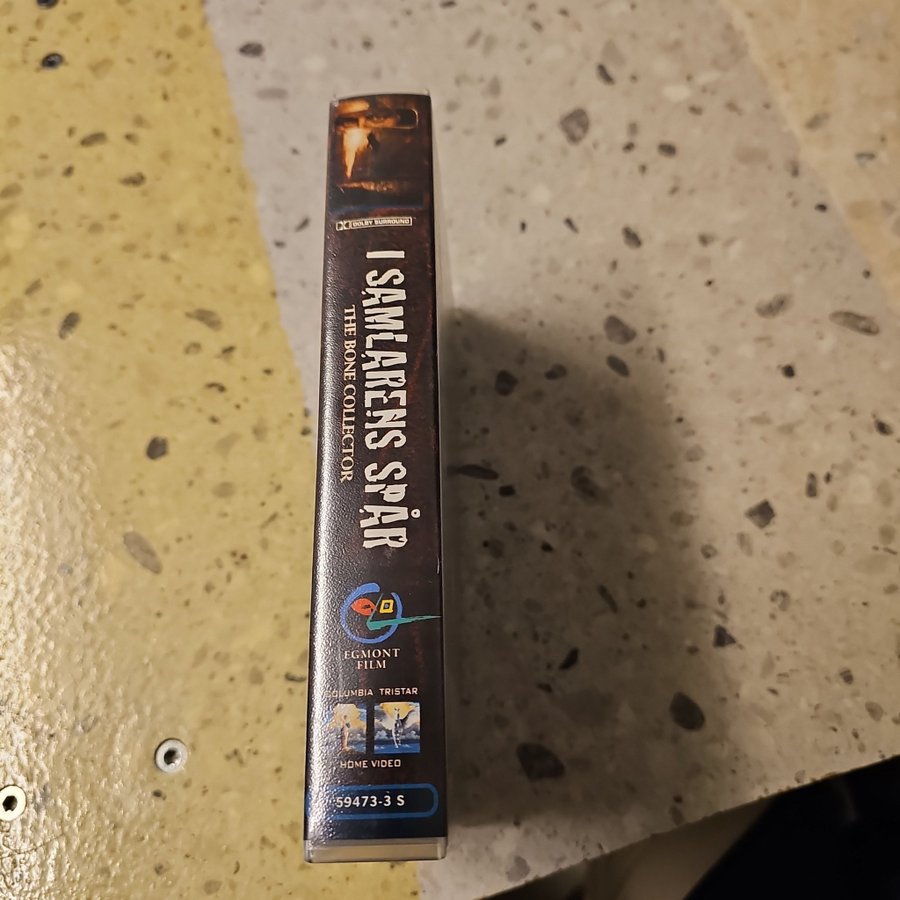 DOLBY SURROUND
I SAMLARENS SPÅR
THE BONE COLLECTOR
EGMONT
FILM
COLUMBIA TRISTAR
HOME VIDEO
59473-3 S